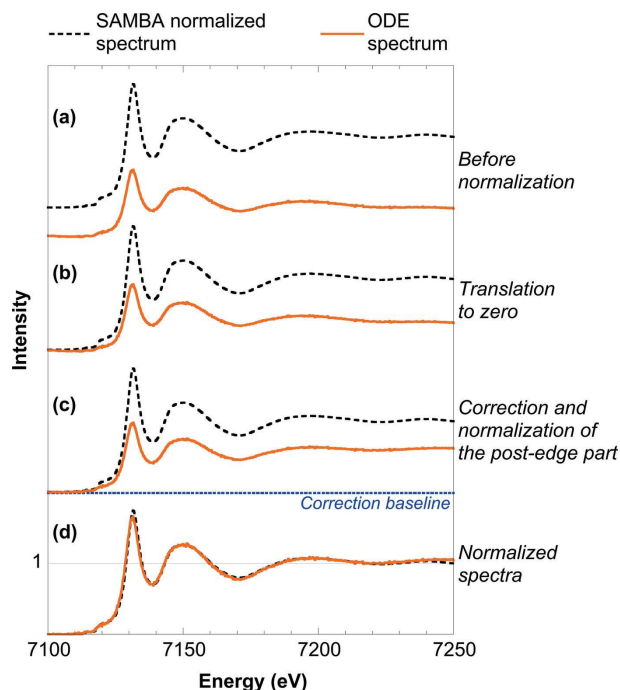 SAMBA normalized
spectrum
ODE
spectrum
(a)
Before
normalization
(b)
Translation
to zero
(c)
Correction and
normalization of
the post-edge part
Correction baseline
(d)
1
Normalized
spectra
Intensity
7100 7150 7200 7250
Energy (eV)